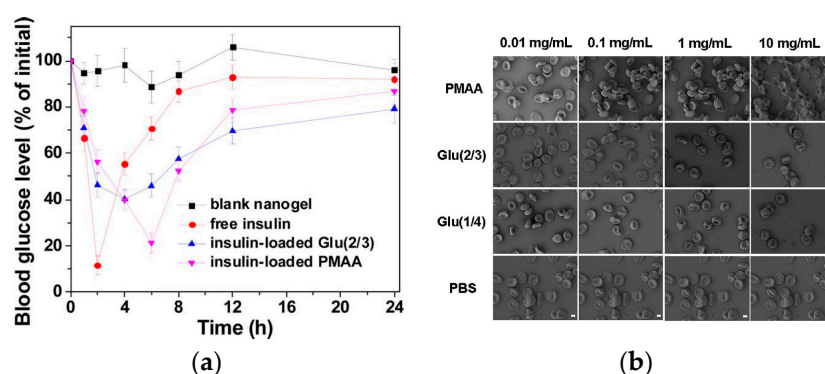 Blood glucose level (% of initial)
100
80
60
40
20
0
blank nanogel
free insulin
insulin-loaded Glu(2/3)
insulin-loaded PMAA
0 4 8 12 16 20 24
Time (h)
(a)
0.01 mg/mL 0.1 mg/mL 1 mg/mL 10 mg/mL
PMAA
Glu(2/3)
Glu(1/4)
PBS
(b)